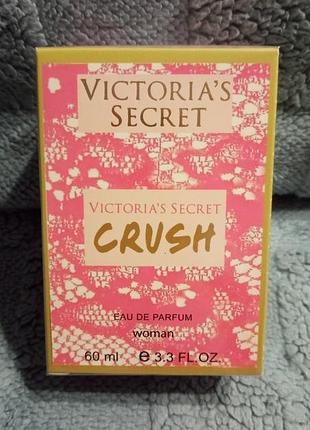 VICTORIA'S
SECRET
VICTORIA'S SECRET
CRUSH
EAU DE PARFUM
woman
60 ml e 3.3 FL.OZ.